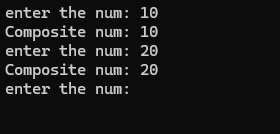 enter the num: 10
Composite num: 10
enter the num: 20
Composite num: 20
enter the num: